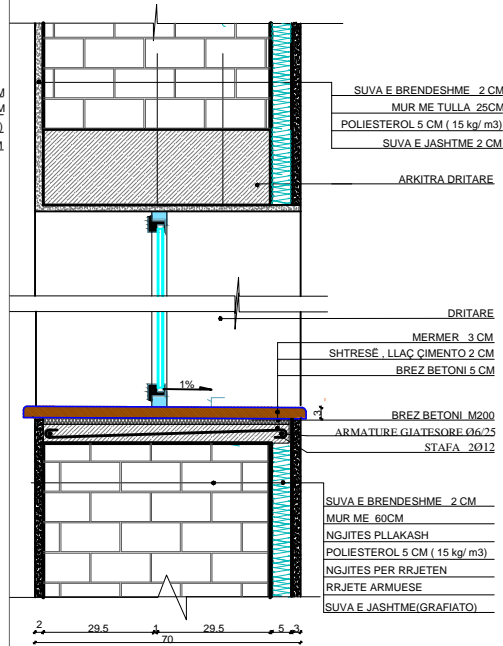 SUVA E BRENDESHME 2 CM
MUR ME TULLA 25CM
POLIESTEROL 5 CM ( 15 kg/ m3)
SUVA E JASHTME 2 CM
ARKITRA DRITARE
DRITARE
MERMER 3 CM
SHTRESË , LLAÇ ÇIMENTO 2 CM
BREZ BETONI 5 CM
1%
3
BREZ BETONI M200
ARMATURE GJATESORE Ø6/25
STAFA 2Ø12
SUVA E BRENDESHME 2 CM
MUR ME 60CM
NGJITES PLLAKASH
POLIESTEROL 5 CM ( 15 kg/ m3)
NGJITES PER RRJETEN
RRJETE ARMUESE
SUVA E JASHTME(GRAFIATO)
2 29.5 1 29.5 5 3
70